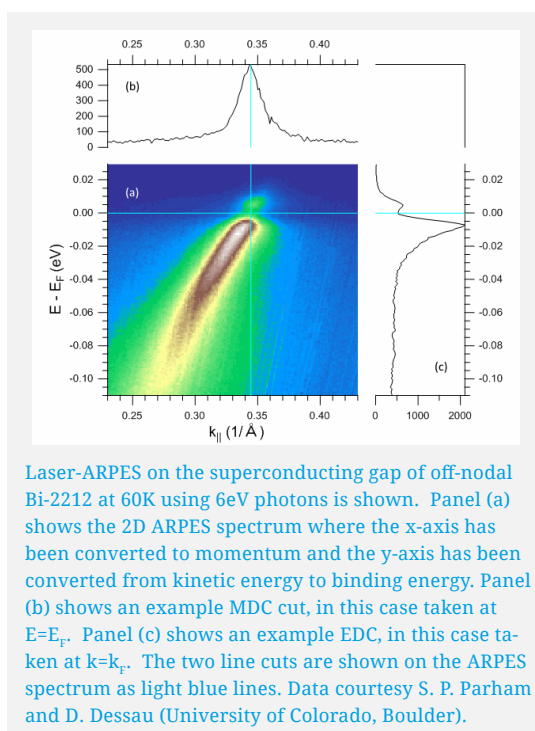 0.25 0.30 0.35 0.40
500
400
300
200
100
0
(b)
0.02
0.00
-0.02
-0.04
-0.06
-0.08
-0.10
E - E_F (eV)
(a)
0.25 0.30 0.35 0.40
k_|| (1/Å)
0.02
0.00
-0.02
-0.04
-0.06
-0.08
-0.10
(c)
0 1000 2000
Laser-ARPES on the superconducting gap of off-nodal
Bi-2212 at 60K using 6eV photons is shown. Panel (a)
shows the 2D ARPES spectrum where the x-axis has
been converted to momentum and the y-axis has been
converted from kinetic energy to binding energy. Panel
(b) shows an example MDC cut, in this case taken at
E=E_F. Panel (c) shows an example EDC, in this case ta-
ken at k=k_F. The two line cuts are shown on the ARPES
spectrum as light blue lines. Data courtesy S. P. Parham
and D. Dessau (University of Colorado, Boulder).